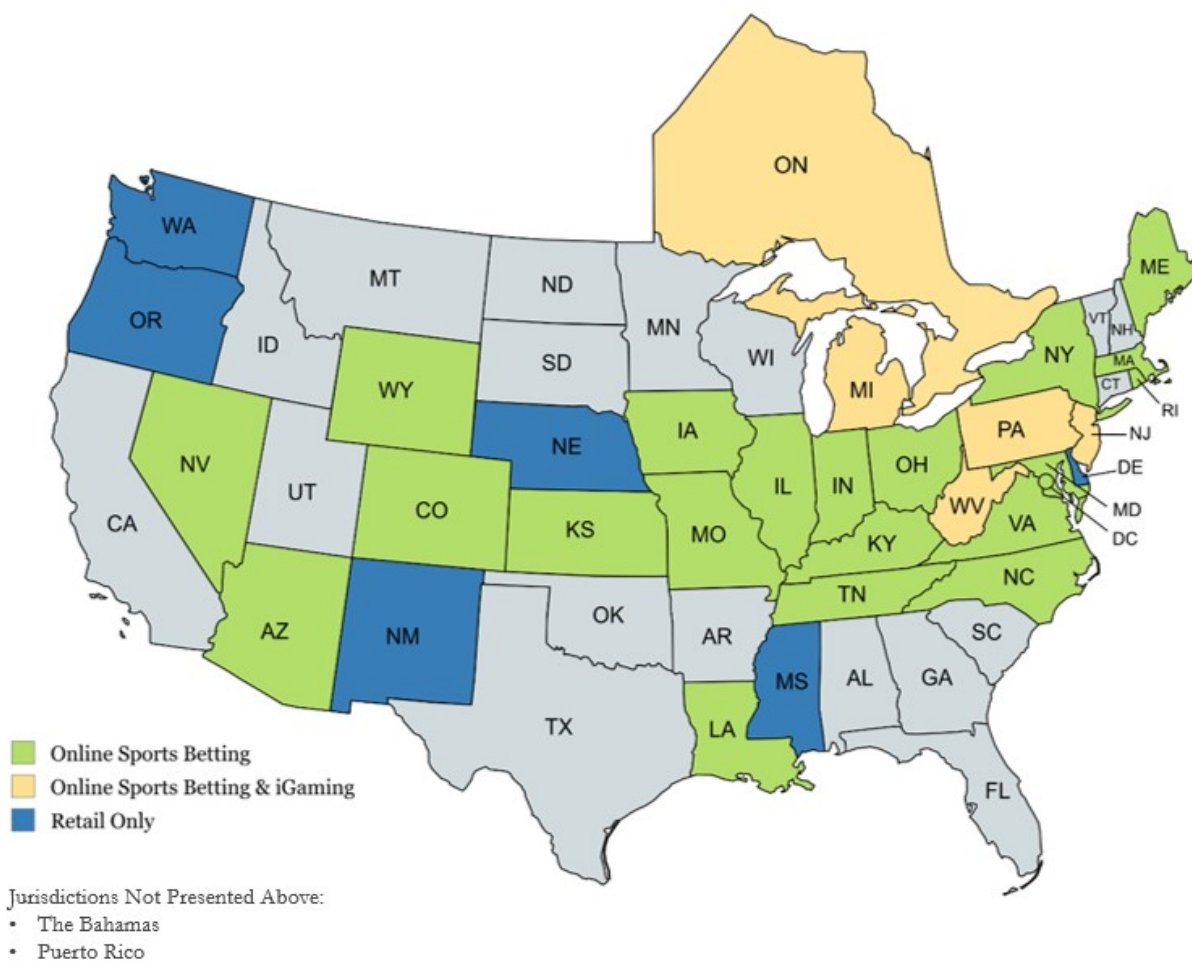 ON
WA
ME
MT
ND
VT
NH
OR
MN
ID
WI
NY
MA
SD
CT
WY
MI
RI
PA
NJ
IA
NE
DE
NV
OH
IL
IN
UT
WV
MD
CO
CA
VA
DC
KS
MO
KY
NC
TN
OK
AZ
NM
AR
SC
MS
AL
GA
TX
LA
FL
Online Sports Betting
Online Sports Betting & iGaming
Retail Only
Jurisdictions Not Presented Above:
• The Bahamas
• Puerto Rico